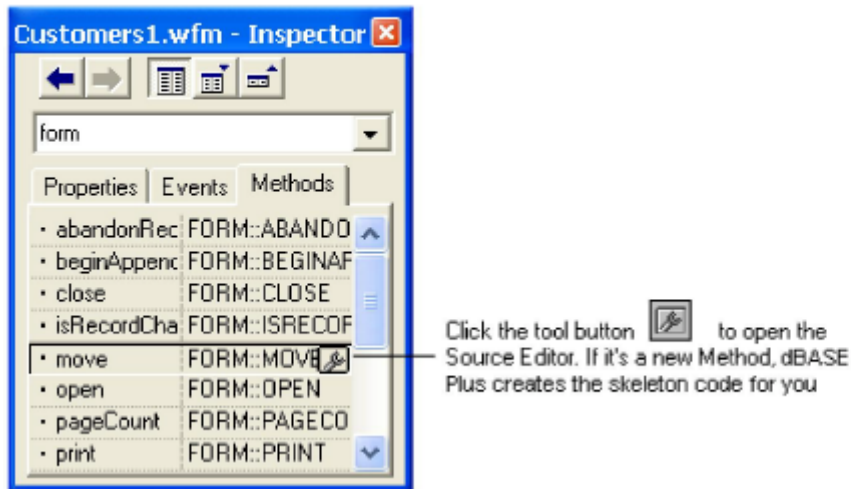 Customers1.wfm - Inspector
form
Properties Events Methods
abandonRec FORM::ABANDO
beginAppenc FORM::BEGINAF
close FORM::CLOSE
isRecordCha FORM::ISRECOF
move FORM::MOVE
open FORM::OPEN
pageCount FORM::PAGECO
print FORM::PRINT
Click the tool button to open the
Source Editor. If it's a new Method, dBASE
Plus creates the skeleton code for you